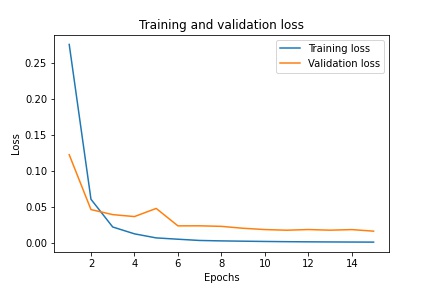 Training and validation loss
Training loss
Validation loss
0.25
0.20
0.15
0.10
0.05
0.00
Loss
2 4 6 8 10 12 14
Epochs